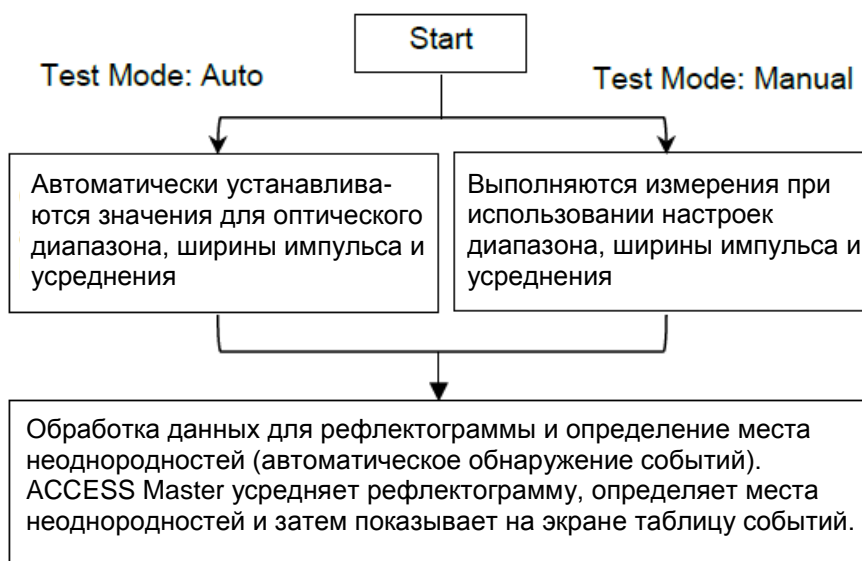 Start
Test Mode: Auto
Test Mode: Manual
Автоматически устанавлива-
ются значения для оптического
диапазона, ширины импульса и
усреднения
Выполняются измерения при
использовании настроек
диапазона, ширины импульса и
усреднения
Обработка данных для рефлектограммы и определение места
неоднородностей (автоматическое обнаружение событий).
ACCESS Master усредняет рефлектограмму, определяет места
неоднородностей и затем показывает на экране таблицу событий.